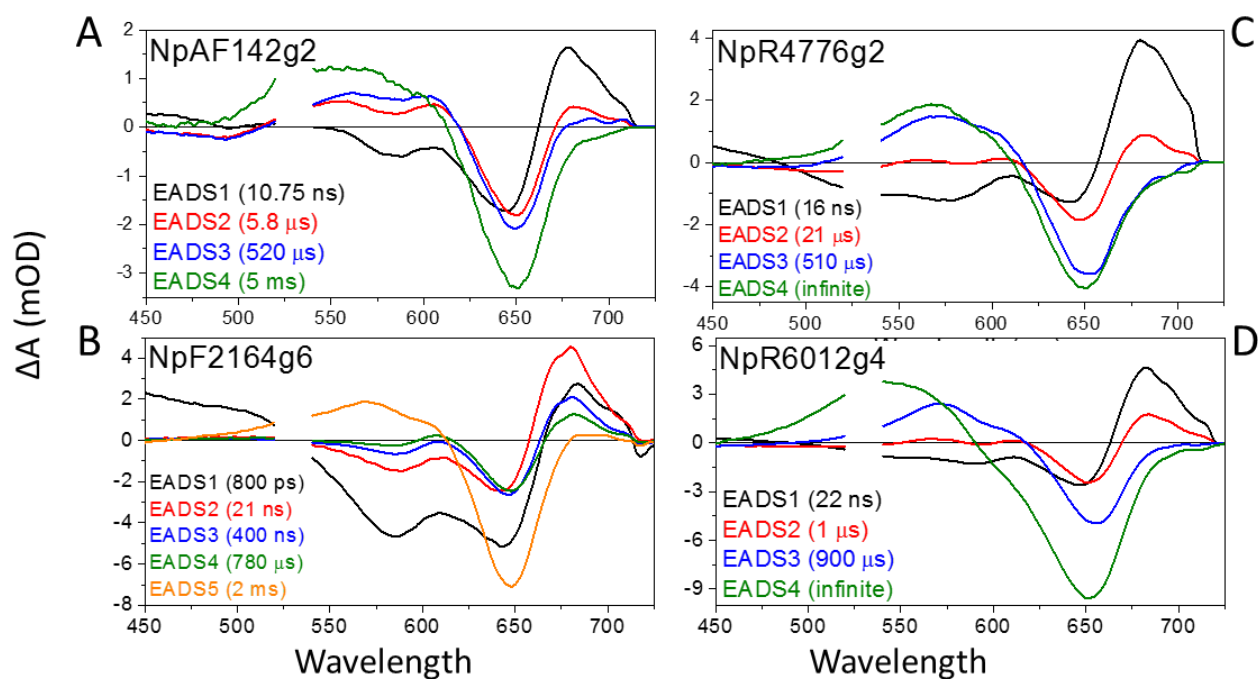 A
NpAF142g2
2
1
0
-1
-2
-3
EADS1 (10.75 ns)
EADS2 (5.8 μs)
EADS3 (520 μs)
EADS4 (5 ms)
450 500 550 600 650 700
C
NpR4776g2
4
2
0
-2
-4
EADS1 (16 ns)
EADS2 (21 μs)
EADS3 (510 μs)
EADS4 (infinite)
450 500 550 600 650 700
ΔA (mOD)
B
NpF2164g6
4
2
0
-2
-4
-6
-8
EADS1 (800 ps)
EADS2 (21 ns)
EADS3 (400 ns)
EADS4 (780 μs)
EADS5 (2 ms)
450 500 550 600 650 700
Wavelength
D
NpR6012g4
6
3
0
-3
-6
-9
EADS1 (22 ns)
EADS2 (1 μs)
EADS3 (900 μs)
EADS4 (infinite)
450 500 550 600 650 700
Wavelength